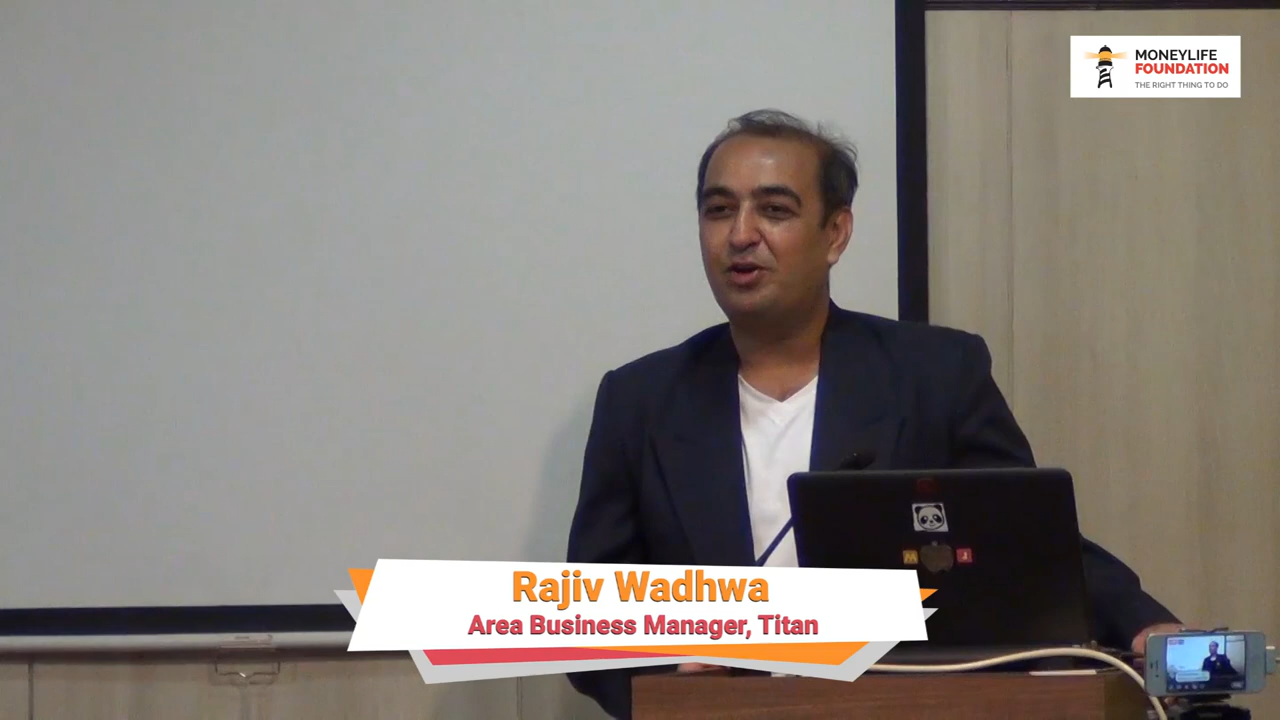 MONEYLIFE
FOUNDATION
THE RIGHT THING TO DO
Rajiv Wadhwa
Area Business Manager, Titan